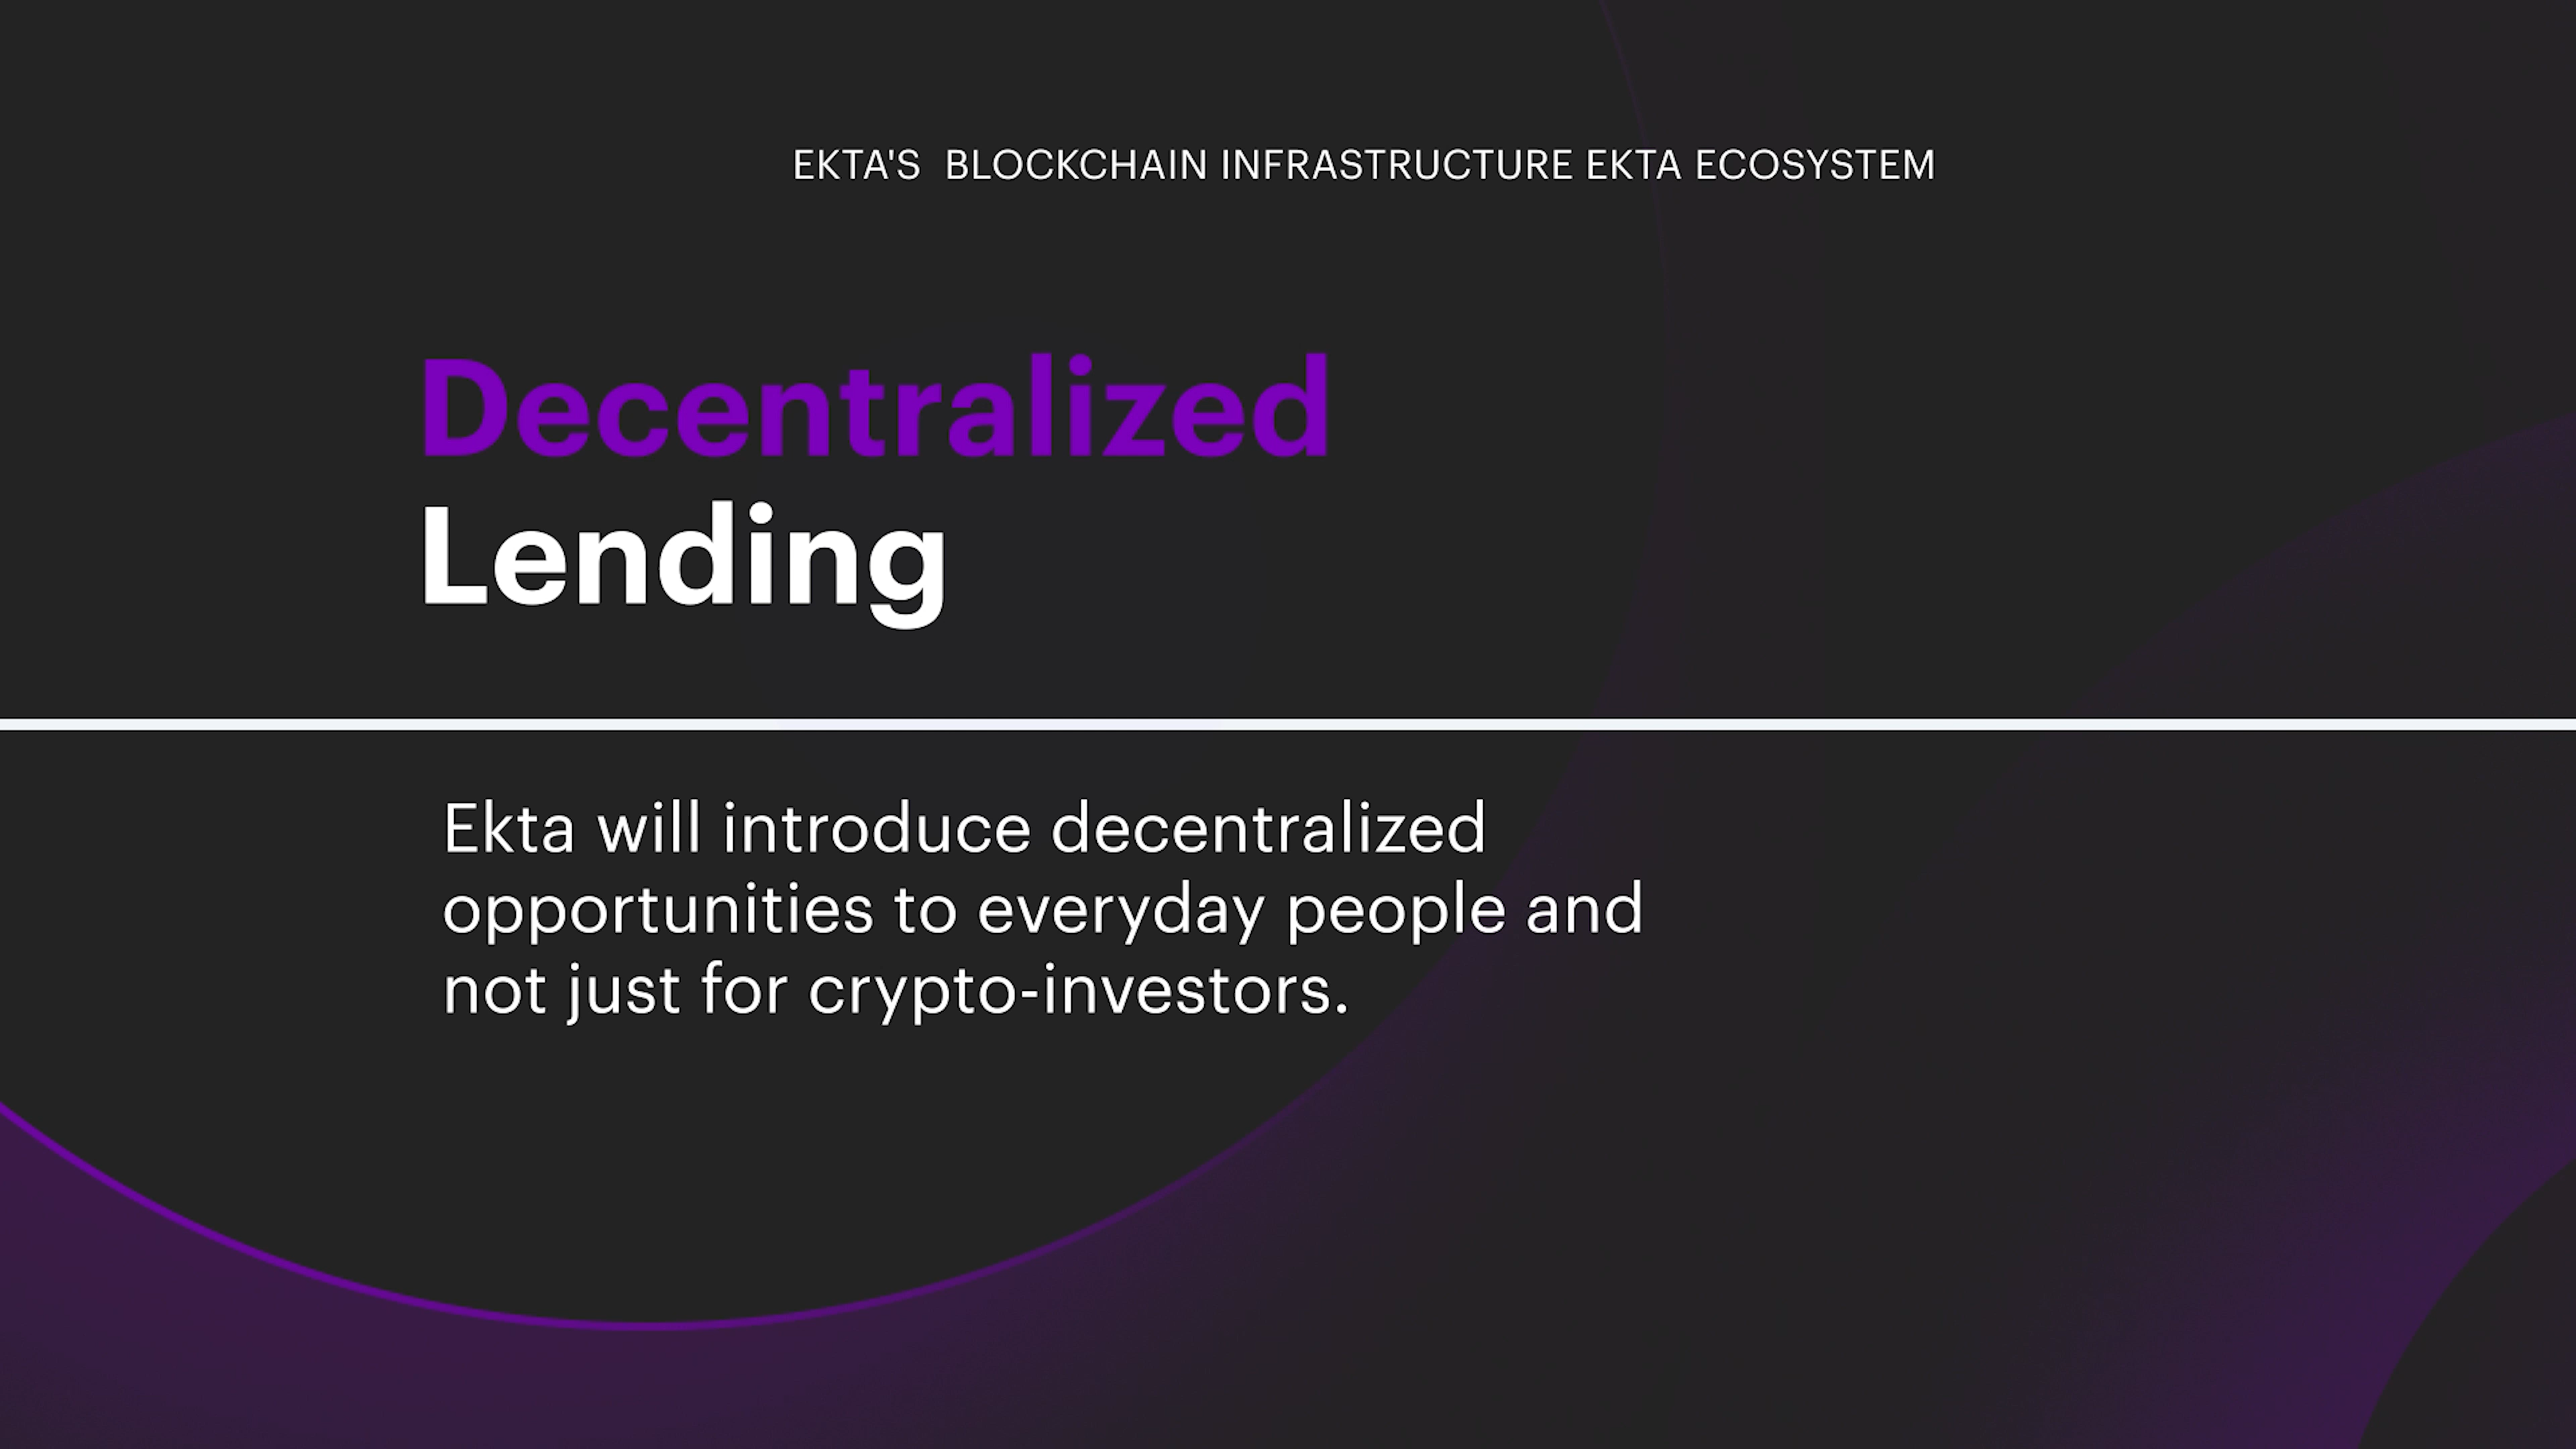 EKTA'S  BLOCKCHAIN INFRASTRUCTURE EKTA ECOSYSTEM
Decentralized
Lending
Ekta will introduce decentralized
opportunities to everyday people and
not just for crypto-investors.